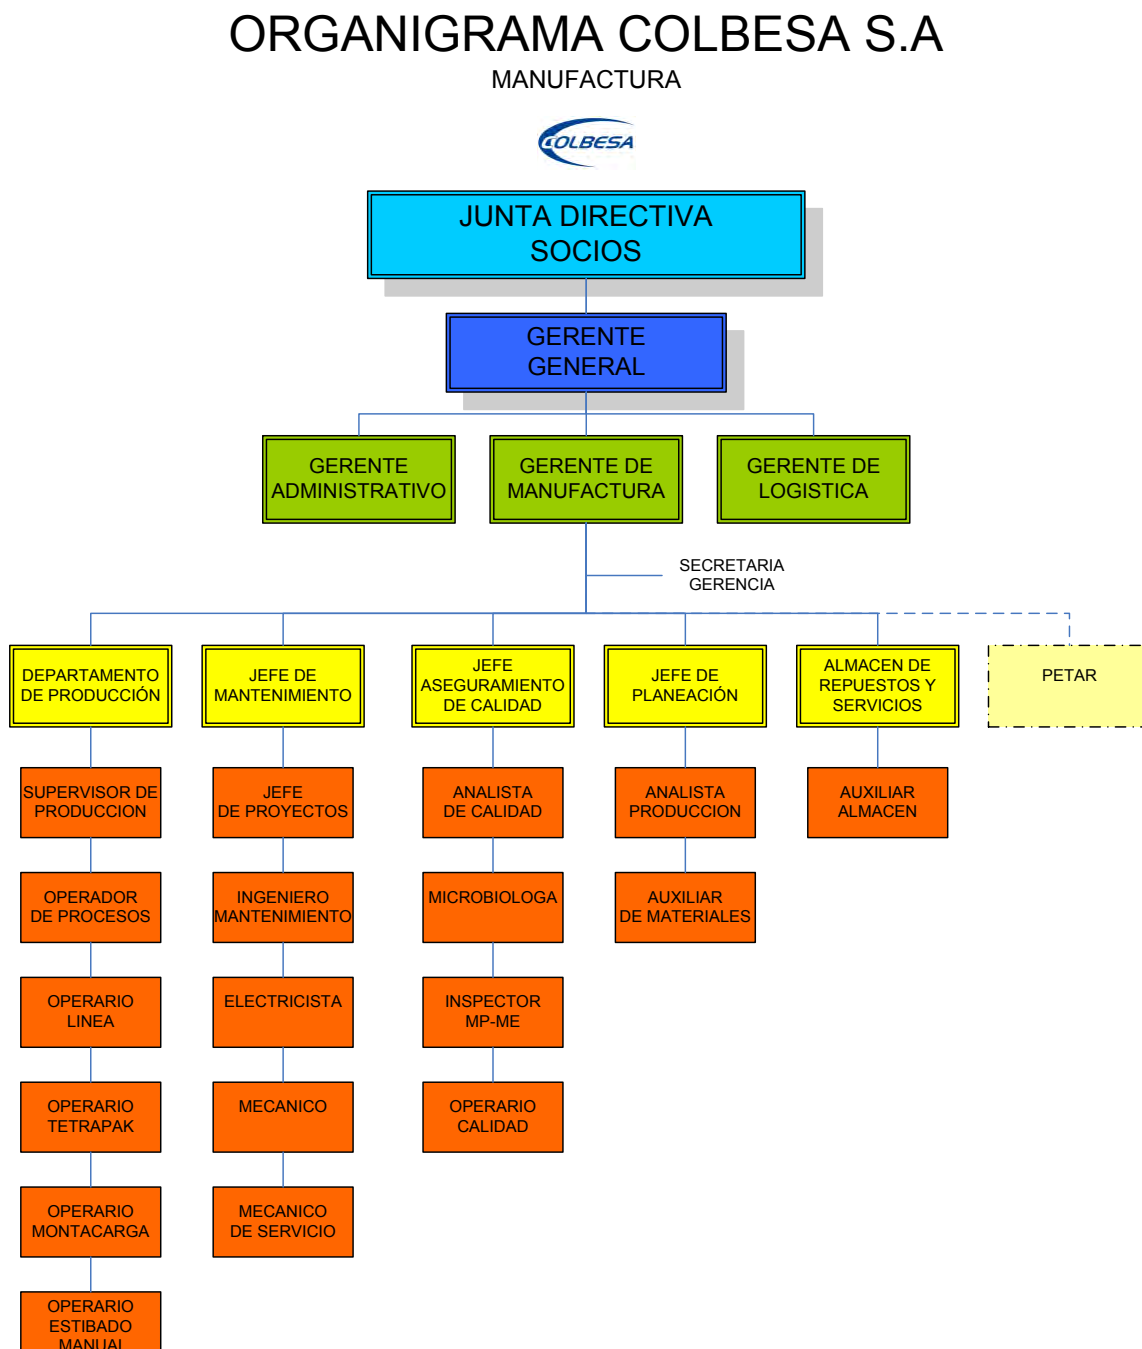 ORGANIGRAMA COLBESA S.A
MANUFACTURA
COLBESA
JUNTA DIRECTIVA
SOCIOS
GERENTE
GENERAL
GERENTE
ADMINISTRATIVO
GERENTE DE
MANUFACTURA
GERENTE DE
LOGISTICA
SECRETARIA
GERENCIA
DEPARTAMENTO
DE PRODUCCIÓN
JEFE DE
MANTENIMIENTO
JEFE
ASEGURAMIENTO
DE CALIDAD
JEFE DE
PLANEACIÓN
ALMACEN DE
REPUESTOS Y
SERVICIOS
PETAR
SUPERVISOR DE
PRODUCCION
JEFE
DE PROYECTOS
ANALISTA
DE CALIDAD
ANALISTA
PRODUCCION
AUXILIAR
ALMACEN
OPERADOR
DE PROCESOS
INGENIERO
MANTENIMIENTO
MICROBIOLOGA
AUXILIAR
DE MATERIALES
OPERARIO
LINEA
ELECTRICISTA
INSPECTOR
MP-ME
OPERARIO
TETRAPAK
MECANICO
OPERARIO
CALIDAD
OPERARIO
MONTACARGA
MECANICO
DE SERVICIO
OPERARIO
ESTIBADO
MANUAL